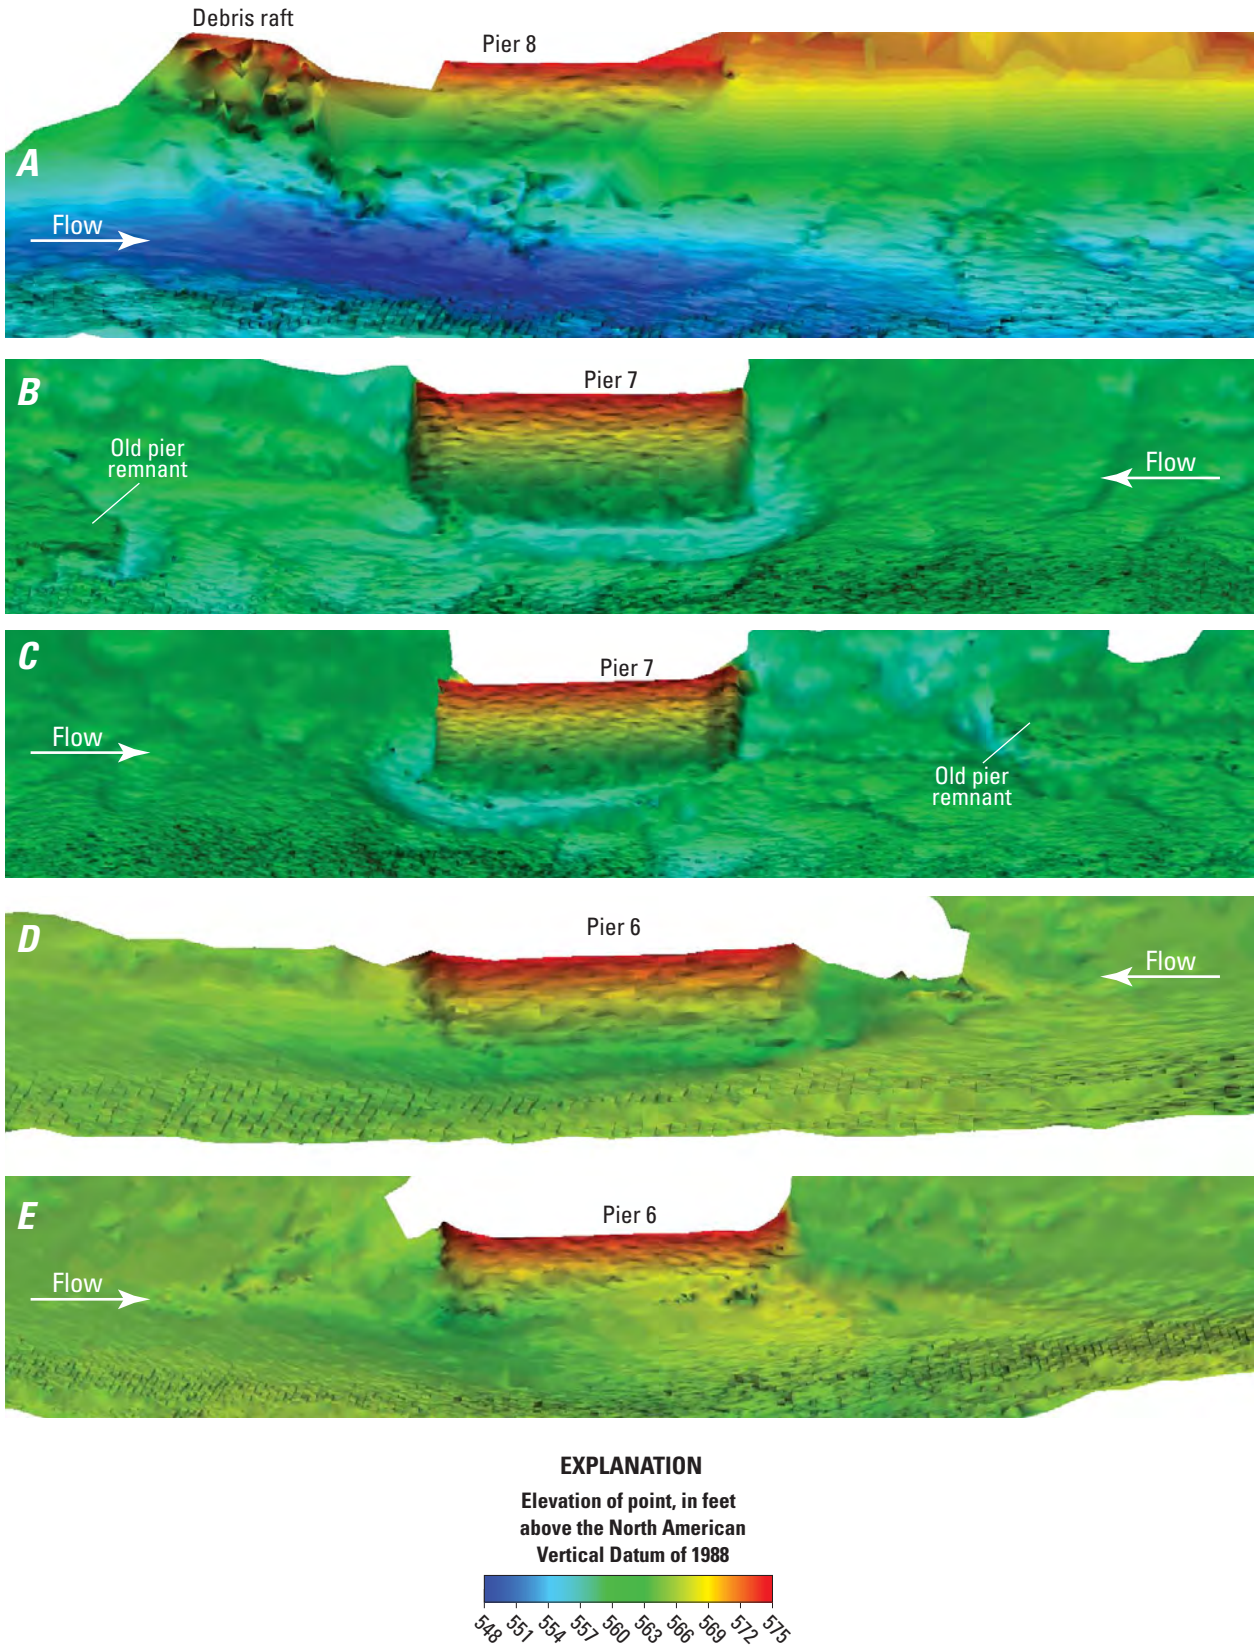 Debris raft
Pier 8
A
Flow
B
Pier 7
Old pier
remnant
Flow
C
Pier 7
Flow
Old pier
remnant
D
Pier 6
Flow
E
Pier 6
Flow
EXPLANATION
Elevation of point, in feet
above the North American
Vertical Datum of 1988
548 551 554 557 560 563 566 569 572 575